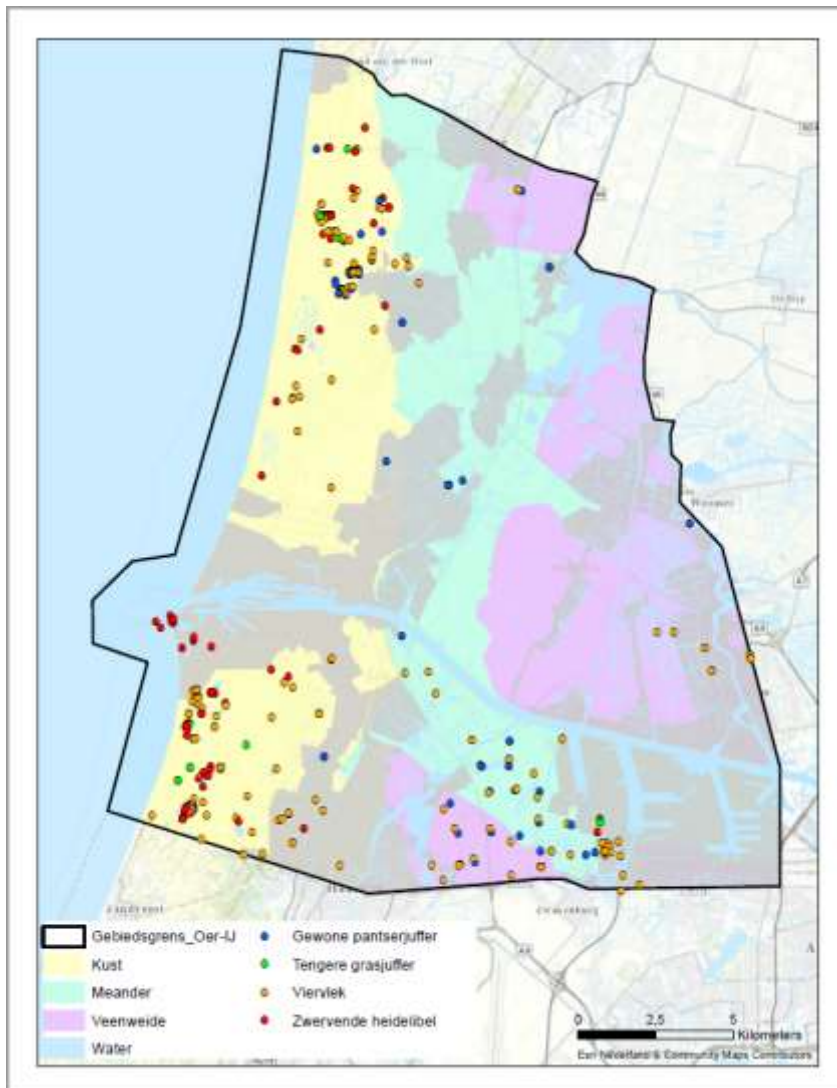 Zandvoort
Gebiedsgrens_Oer-IJ
Kust
Meander
Veenweide
Water
Gewone pantserjuffer
Tengere grasjuffer
Viervlek
Zwervende heidelibel
0 2,5 5
Kilometers
Esri Nederland & Community Maps Contributors